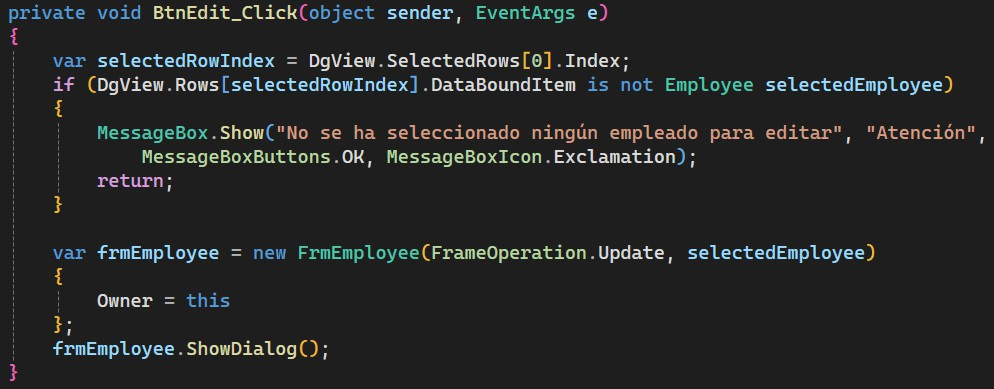 private void BtnEdit_Click(object sender, EventArgs e)
{
    var selectedRowIndex = DgView.SelectedRows[0].Index;
    if (DgView.Rows[selectedRowIndex].DataBoundItem is not Employee selectedEmployee)
    {
        MessageBox.Show("No se ha seleccionado ningún empleado para editar", "Atención",
            MessageBoxButtons.OK, MessageBoxIcon.Exclamation);
        return;
    }

    var frmEmployee = new FrmEmployee(FrameOperation.Update, selectedEmployee)
    {
        Owner = this
    };
    frmEmployee.ShowDialog();
}